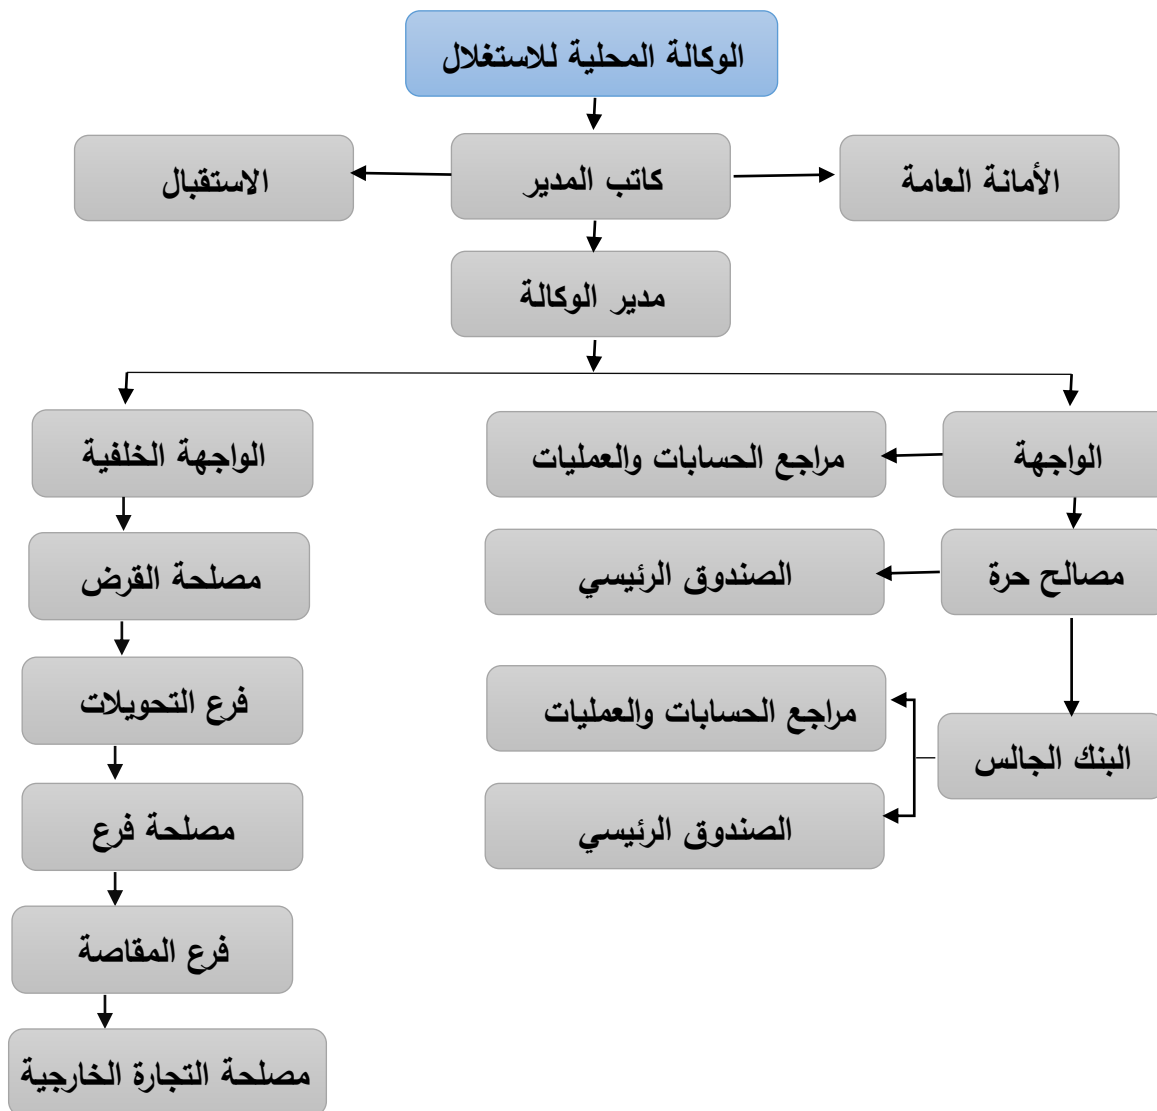 الوكالة المحلية للاستغلال
الأمانة العامة
كاتب المدير
الاستقبال
مدير الوكالة
الواجهة
مراجع الحسابات والعمليات
الواجهة الخلفية
مصالح حرة
الصندوق الرئيسي
مصلحة القرض
مراجع الحسابات والعمليات
فرع التحويلات
البنك الجالس
الصندوق الرئيسي
مصلحة فرع
فرع المقاصة
مصلحة التجارة الخارجية